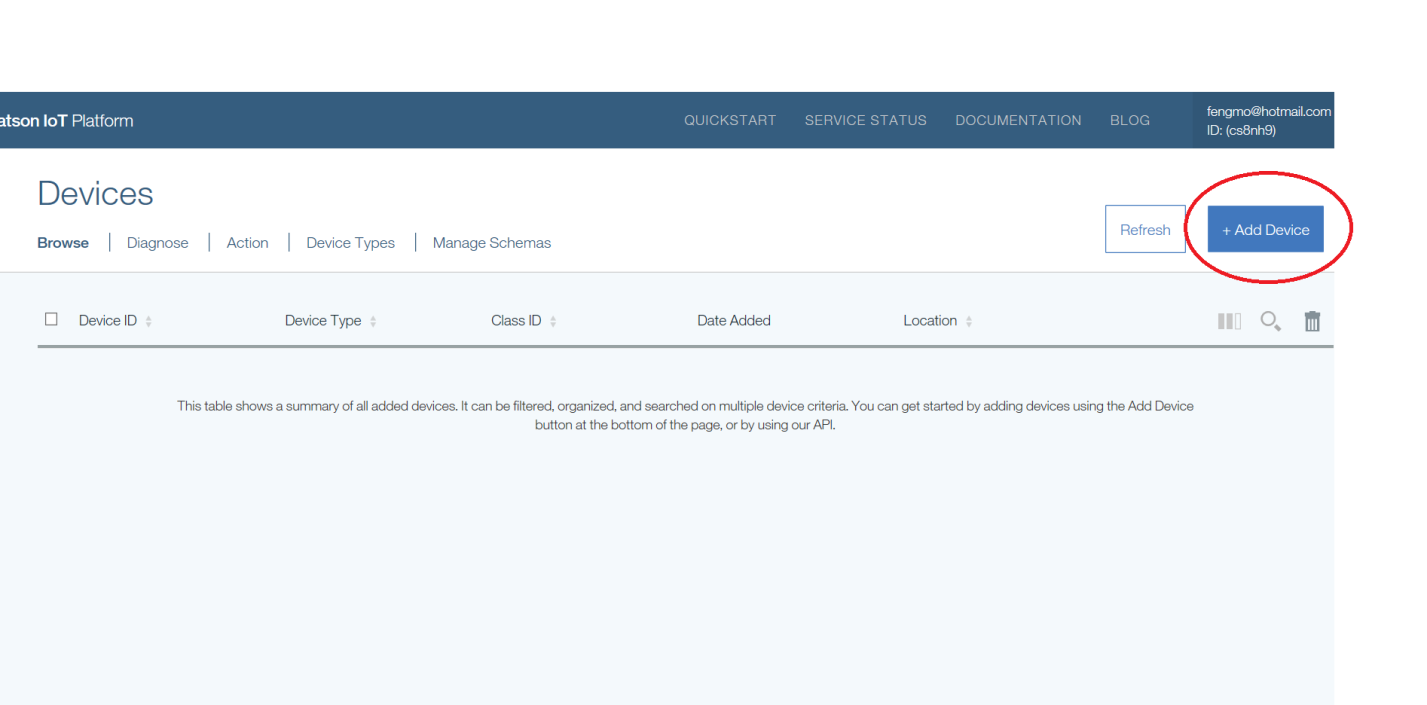 atson IoT Platform
QUICKSTART SERVICE STATUS DOCUMENTATION BLOG
fengmo@hotmail.com
ID: (cs8nh9)
Devices
Browse Diagnose Action Device Types Manage Schemas
Refresh
+ Add Device
Device ID Device Type Class ID Date Added Location
This table shows a summary of all added devices. It can be filtered, organized, and searched on multiple device criteria. You can get started by adding devices using the Add Device
button at the bottom of the page, or by using our API.